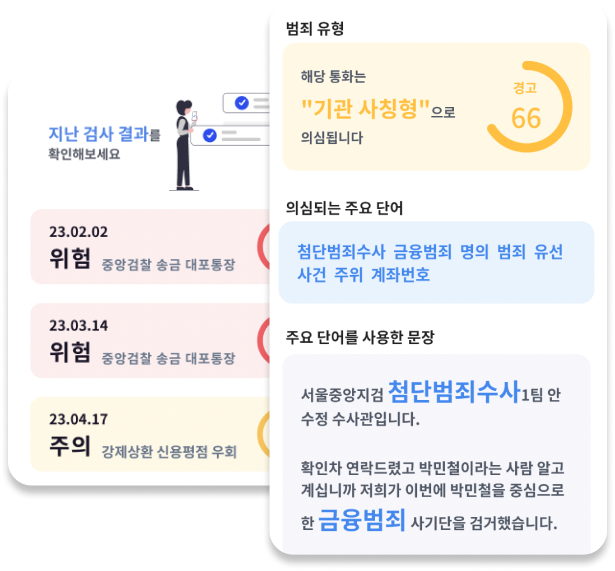 지난 검사 결과를
확인해보세요
23.02.02
위험 중앙검찰 송금 대포통장
23.03.14
위험 중앙검찰 송금 대포통장
23.04.17
주의 강제상환 신용평점 우회
범죄 유형
해당 통화는
"기관 사칭형"으로
의심됩니다
경고
66
의심되는 주요 단어
첨단범죄수사 금융범죄 명의 범죄 유선
사건 주위 계좌번호
주요 단어를 사용한 문장
서울중앙지검 첨단범죄수사1팀 안
수정 수사관입니다.
확인차 연락드렸고 박민철이라는 사람 알고
계십니까 저희가 이번에 박민철을 중심으로
한 금융범죄 사기단을 검거했습니다.